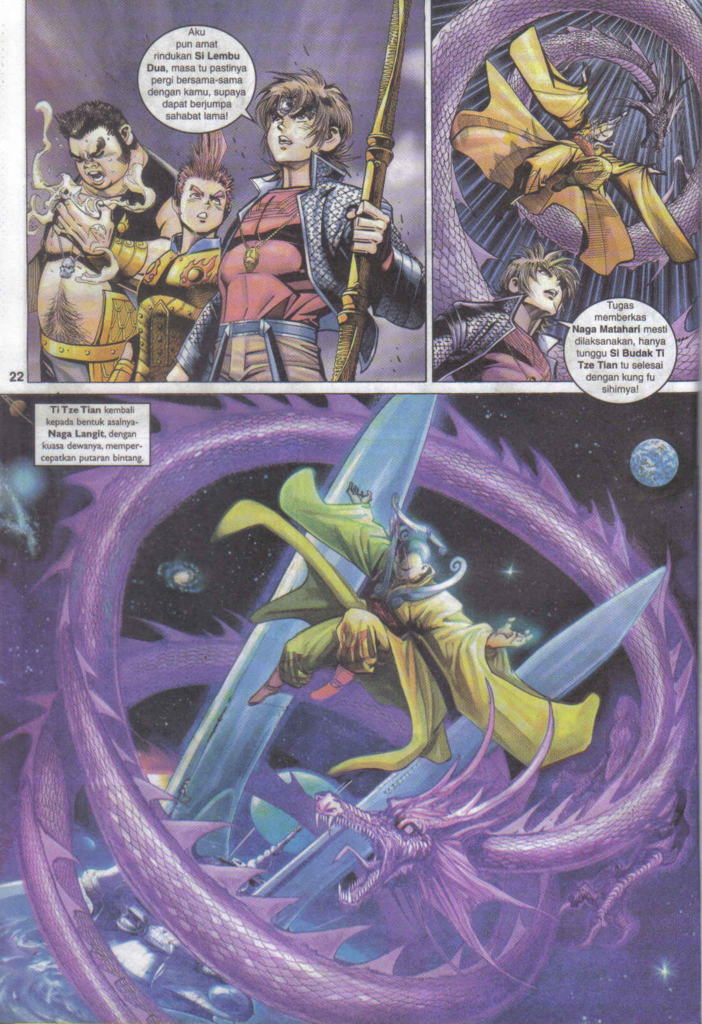 Aku
pun amat
rindukan Si Lembu
Dua, masa tu pastinya
pergi bersama-sama
dengan kamu, supaya
dapat berjumpa
sahabat lama!
Tugas
memberkas
Naga Matahari mesti
dilaksanakan, hanya
tunggu Si Budak Ti
Tze Tian tu selesai
dengan kung fu
sihirnya!
22
Ti Tze Tian kembali
kepada bentuk asalnya-
Naga Langit, dengan
kuasa dewanya, memper-
cepatkan putaran bintang.